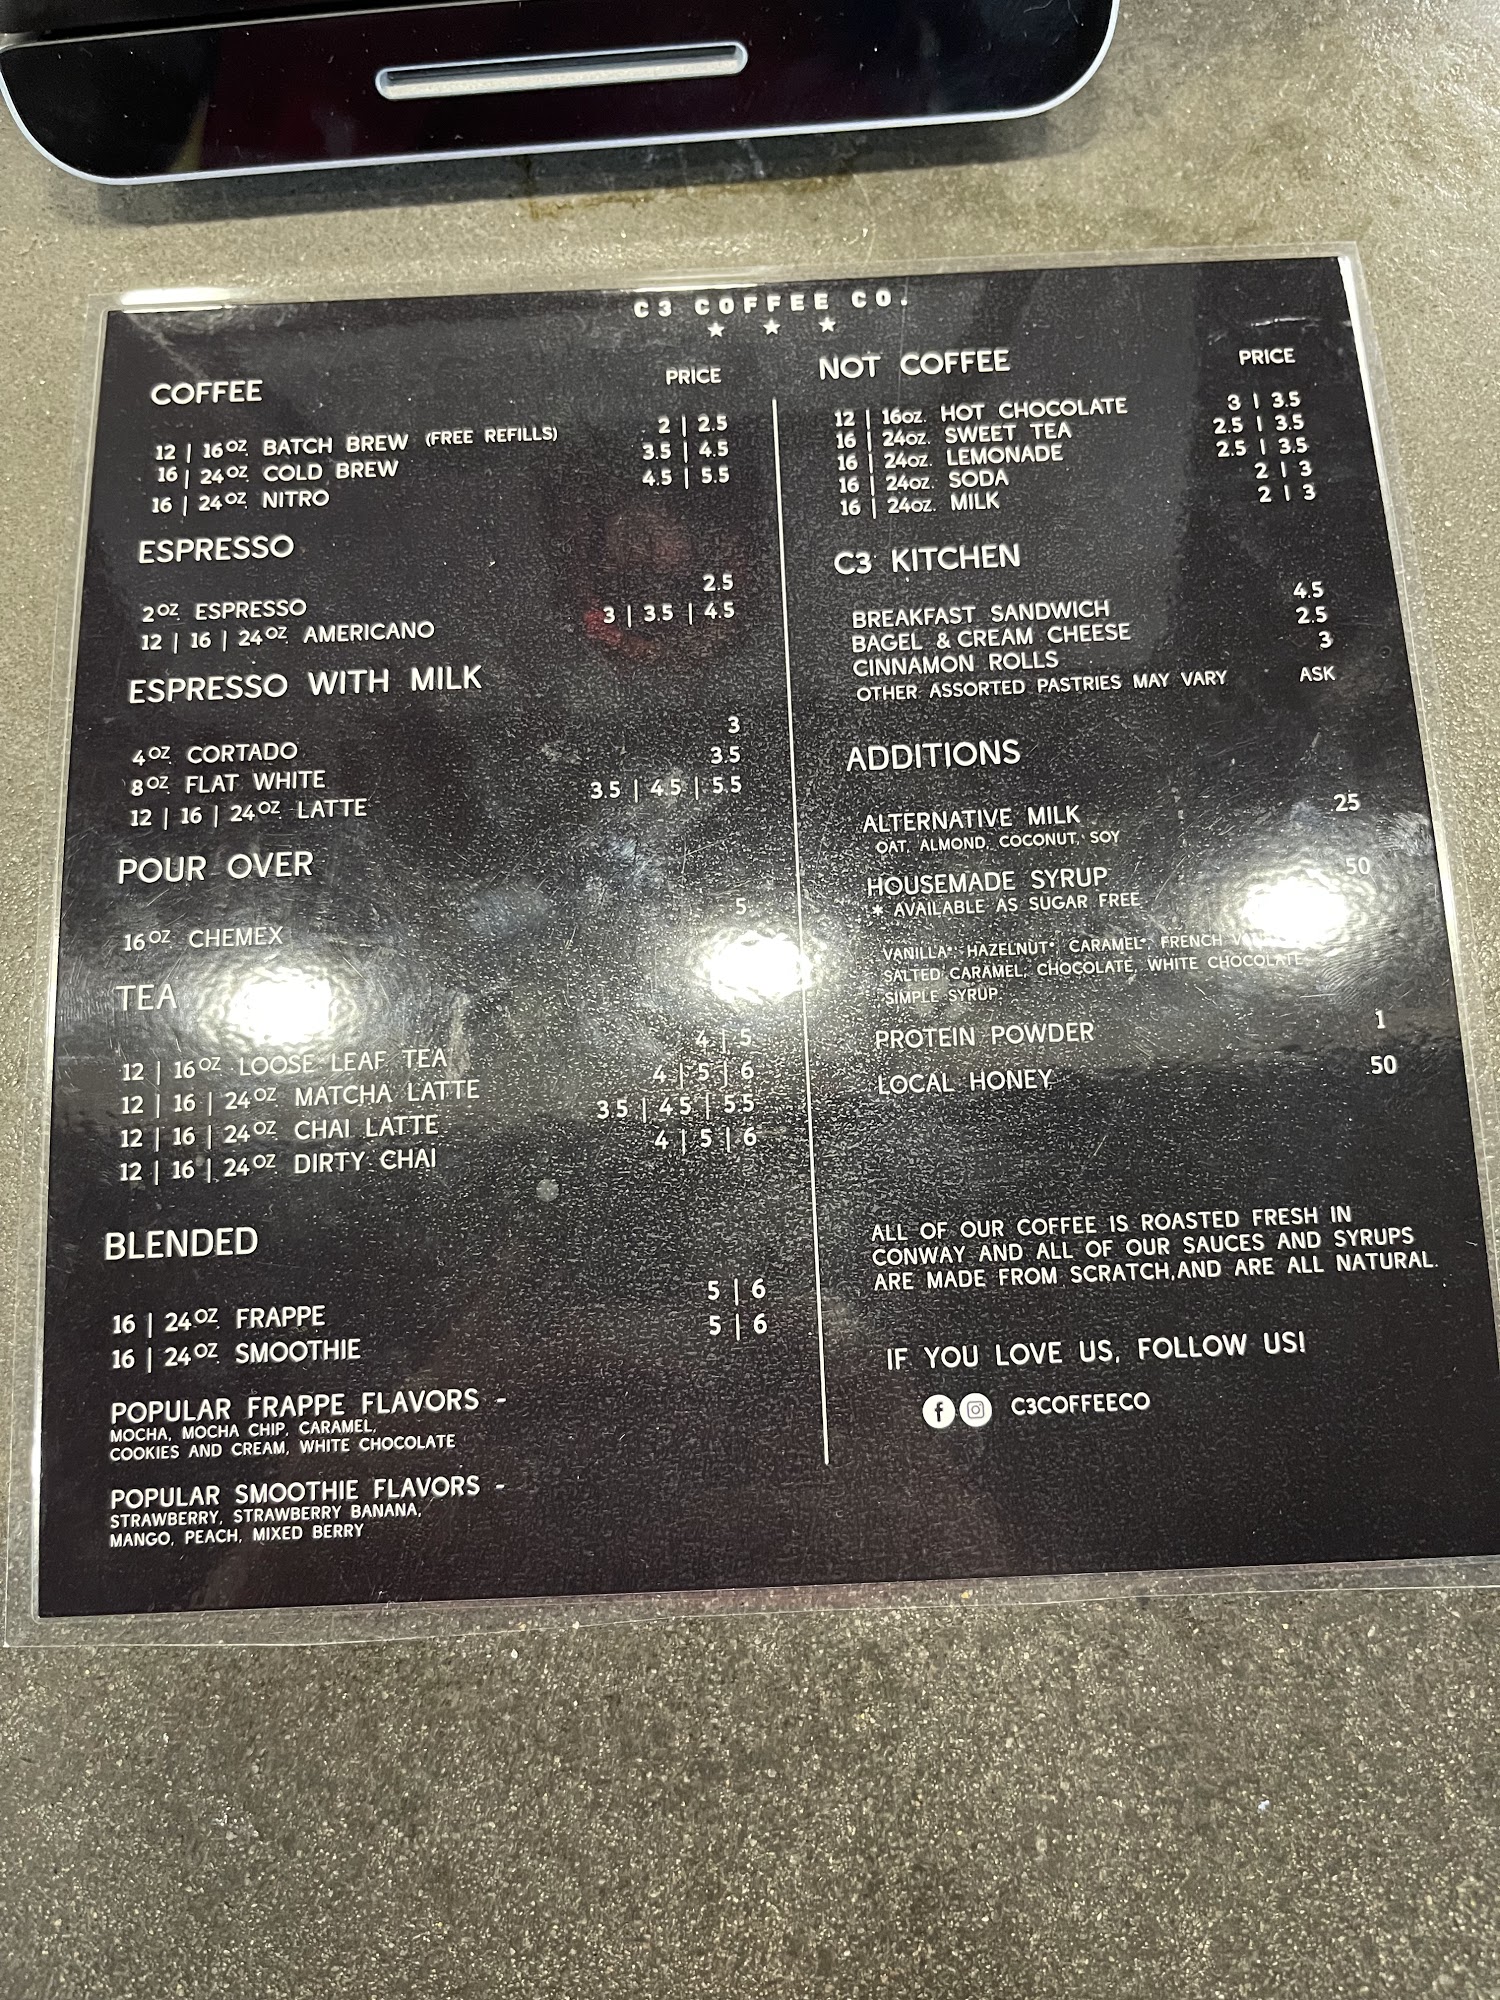 C3 COFFEE CO.
COFFEE PRICE
12 | 16OZ. BATCH BREW (FREE REFILLS) 2 | 2.5
16 | 24OZ. COLD BREW 3.5 | 4.5
16 | 24OZ. NITRO 4.5 | 5.5
ESPRESSO
2OZ. ESPRESSO 2.5
12 | 16 | 24OZ. AMERICANO 3 | 3.5 | 4.5
ESPRESSO WITH MILK
4OZ. CORTADO 3
8OZ. FLAT WHITE 3.5
12 | 16 | 24OZ. LATTE 3.5 | 4.5 | 5.5
POUR OVER
16OZ. CHEMEX 5
TEA
12 | 16OZ. LOOSE LEAF TEA 4 | 5
12 | 16 | 24OZ. MATCHA LATTE 4 | 5 | 6
12 | 16 | 24OZ. CHAI LATTE 3.5 | 4.5 | 5.5
12 | 16 | 24OZ. DIRTY CHAI 4 | 5 | 6
BLENDED
16 | 24OZ. FRAPPE 5 | 6
16 | 24OZ. SMOOTHIE 5 | 6
POPULAR FRAPPE FLAVORS -
MOCHA, MOCHA CHIP, CARAMEL,
COOKIES AND CREAM, WHITE CHOCOLATE
POPULAR SMOOTHIE FLAVORS -
STRAWBERRY, STRAWBERRY BANANA,
MANGO, PEACH, MIXED BERRY
NOT COFFEE PRICE
12 | 16OZ. HOT CHOCOLATE 3 | 3.5
16 | 24OZ. SWEET TEA 2.5 | 3.5
16 | 24OZ. LEMONADE 2.5 | 3.5
16 | 24OZ. SODA 2 | 3
16 | 24OZ. MILK 2 | 3
C3 KITCHEN
BREAKFAST SANDWICH 4.5
BAGEL & CREAM CHEESE 2.5
CINNAMON ROLLS 3
OTHER ASSORTED PASTRIES MAY VARY ASK
ADDITIONS
ALTERNATIVE MILK .25
OAT, ALMOND, COCONUT, SOY
HOUSEMADE SYRUP .50
* AVAILABLE AS SUGAR FREE
VANILLA*, HAZELNUT*, CARAMEL*, FRENCH
SALTED CARAMEL, CHOCOLATE, WHITE CHOCOLATE,
SIMPLE SYRUP
PROTEIN POWDER 1
LOCAL HONEY .50
ALL OF OUR COFFEE IS ROASTED FRESH IN
CONWAY AND ALL OF OUR SAUCES AND SYRUPS
ARE MADE FROM SCRATCH,AND ARE ALL NATURAL.
IF YOU LOVE US, FOLLOW US!
C3COFFEECO